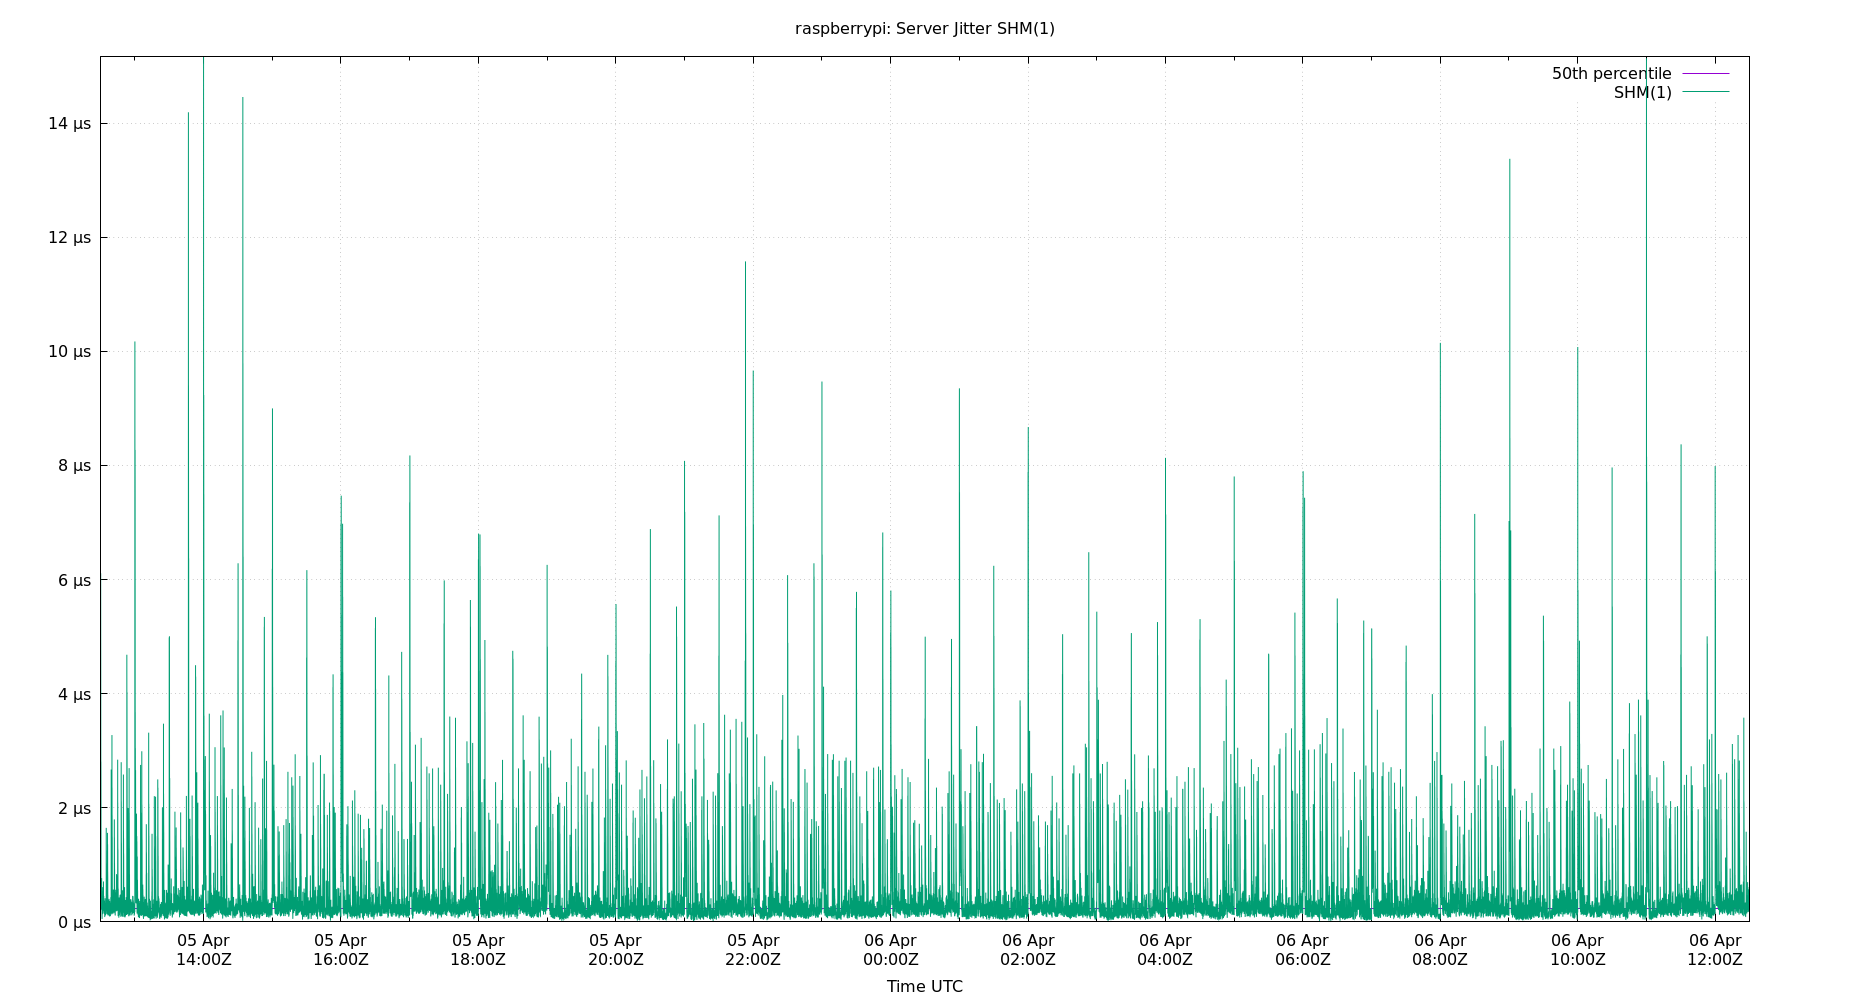 raspberrypi: Server Jitter SHM(1)
50th percentile
SHM(1)
14 µs
12 µs
10 µs
8 µs
6 µs
4 µs
2 µs
0 µs
05 Apr 05 Apr 05 Apr 05 Apr 05 Apr 06 Apr 06 Apr 06 Apr 06 Apr 06 Apr 06 Apr 06 Apr
14:00Z 16:00Z 18:00Z 20:00Z 22:00Z 00:00Z 02:00Z 04:00Z 06:00Z 08:00Z 10:00Z 12:00Z
Time UTC